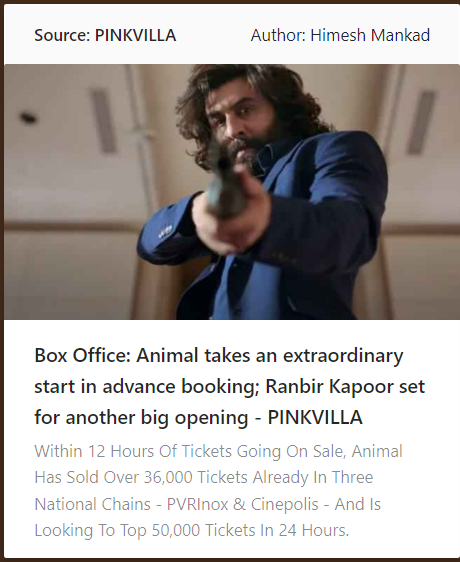 Source: PINKVILLA
Author: Himesh Mankad
Box Office: Animal takes an extraordinary
start in advance booking; Ranbir Kapoor set
for another big opening - PINKVILLA
Within 12 Hours Of Tickets Going On Sale, Animal
Has Sold Over 36,000 Tickets Already In Three
National Chains - PVRInox & Cinepolis - And Is
Looking To Top 50,000 Tickets In 24 Hours.